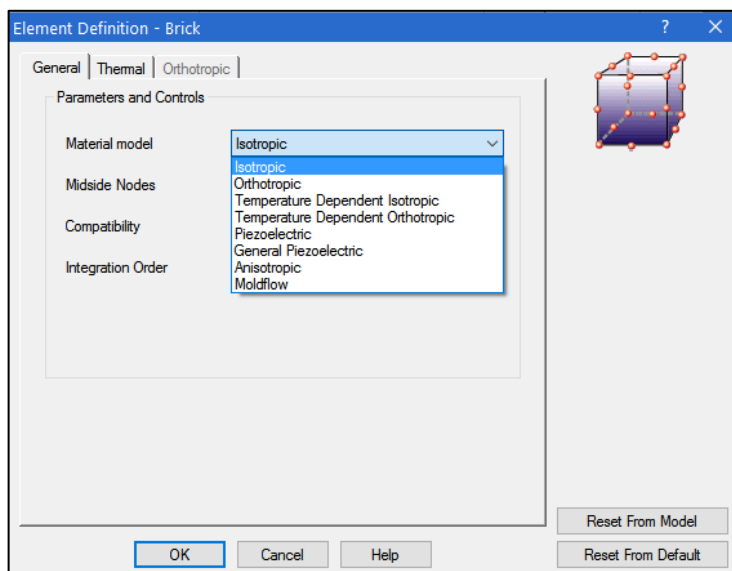 Element Definition - Brick
General Thermal Orthotropic
Parameters and Controls
Material model Isotropic
Isotropic
Midside Nodes Orthotropic
Temperature Dependent Isotropic
Compatibility Temperature Dependent Orthotropic
Piezoelectric
General Piezoelectric
Integration Order Anisotropic
Moldflow
Reset From Model
OK Cancel Help Reset From Default